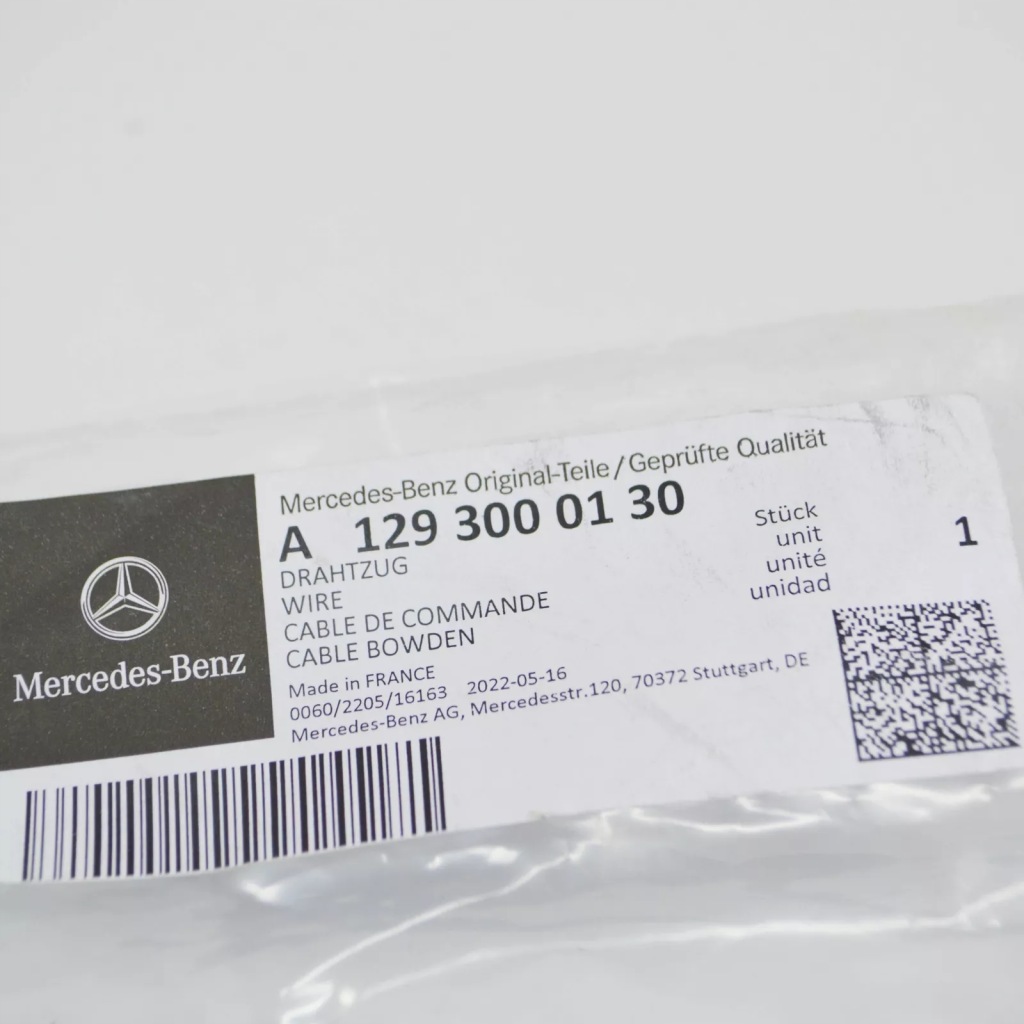 Mercedes-Benz Original-Teile/Geprüfte Qualität
A 129 300 01 30
DRAHTZUG
WIRE
CABLE DE COMMANDE
CABLE BOWDEN
Stück
unit
unité
unidad
1
Made in FRANCE
0060/2205/16163 2022-05-16
Mercedes-Benz AG, Mercedesstr.120, 70372 Stuttgart, DE
Mercedes-Benz